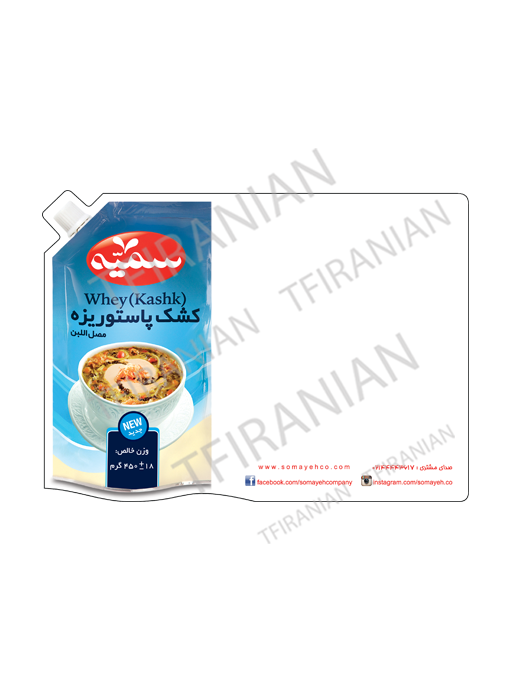 سمیه
Whey (Kashk)
کشک پاستوریزه
مصل اللبن
NEW
جدید
وزن خالص:
۴۵۰±۱۸ گرم
www.somayehco.com
facebook.com/somayehcompany
صدای مشتری :
instagram.com/somayeh.co
TFIRANIAN
TFIRANIAN
TFIRANIAN
TFIRANIAN
TFIRANIAN
TFIRANIAN